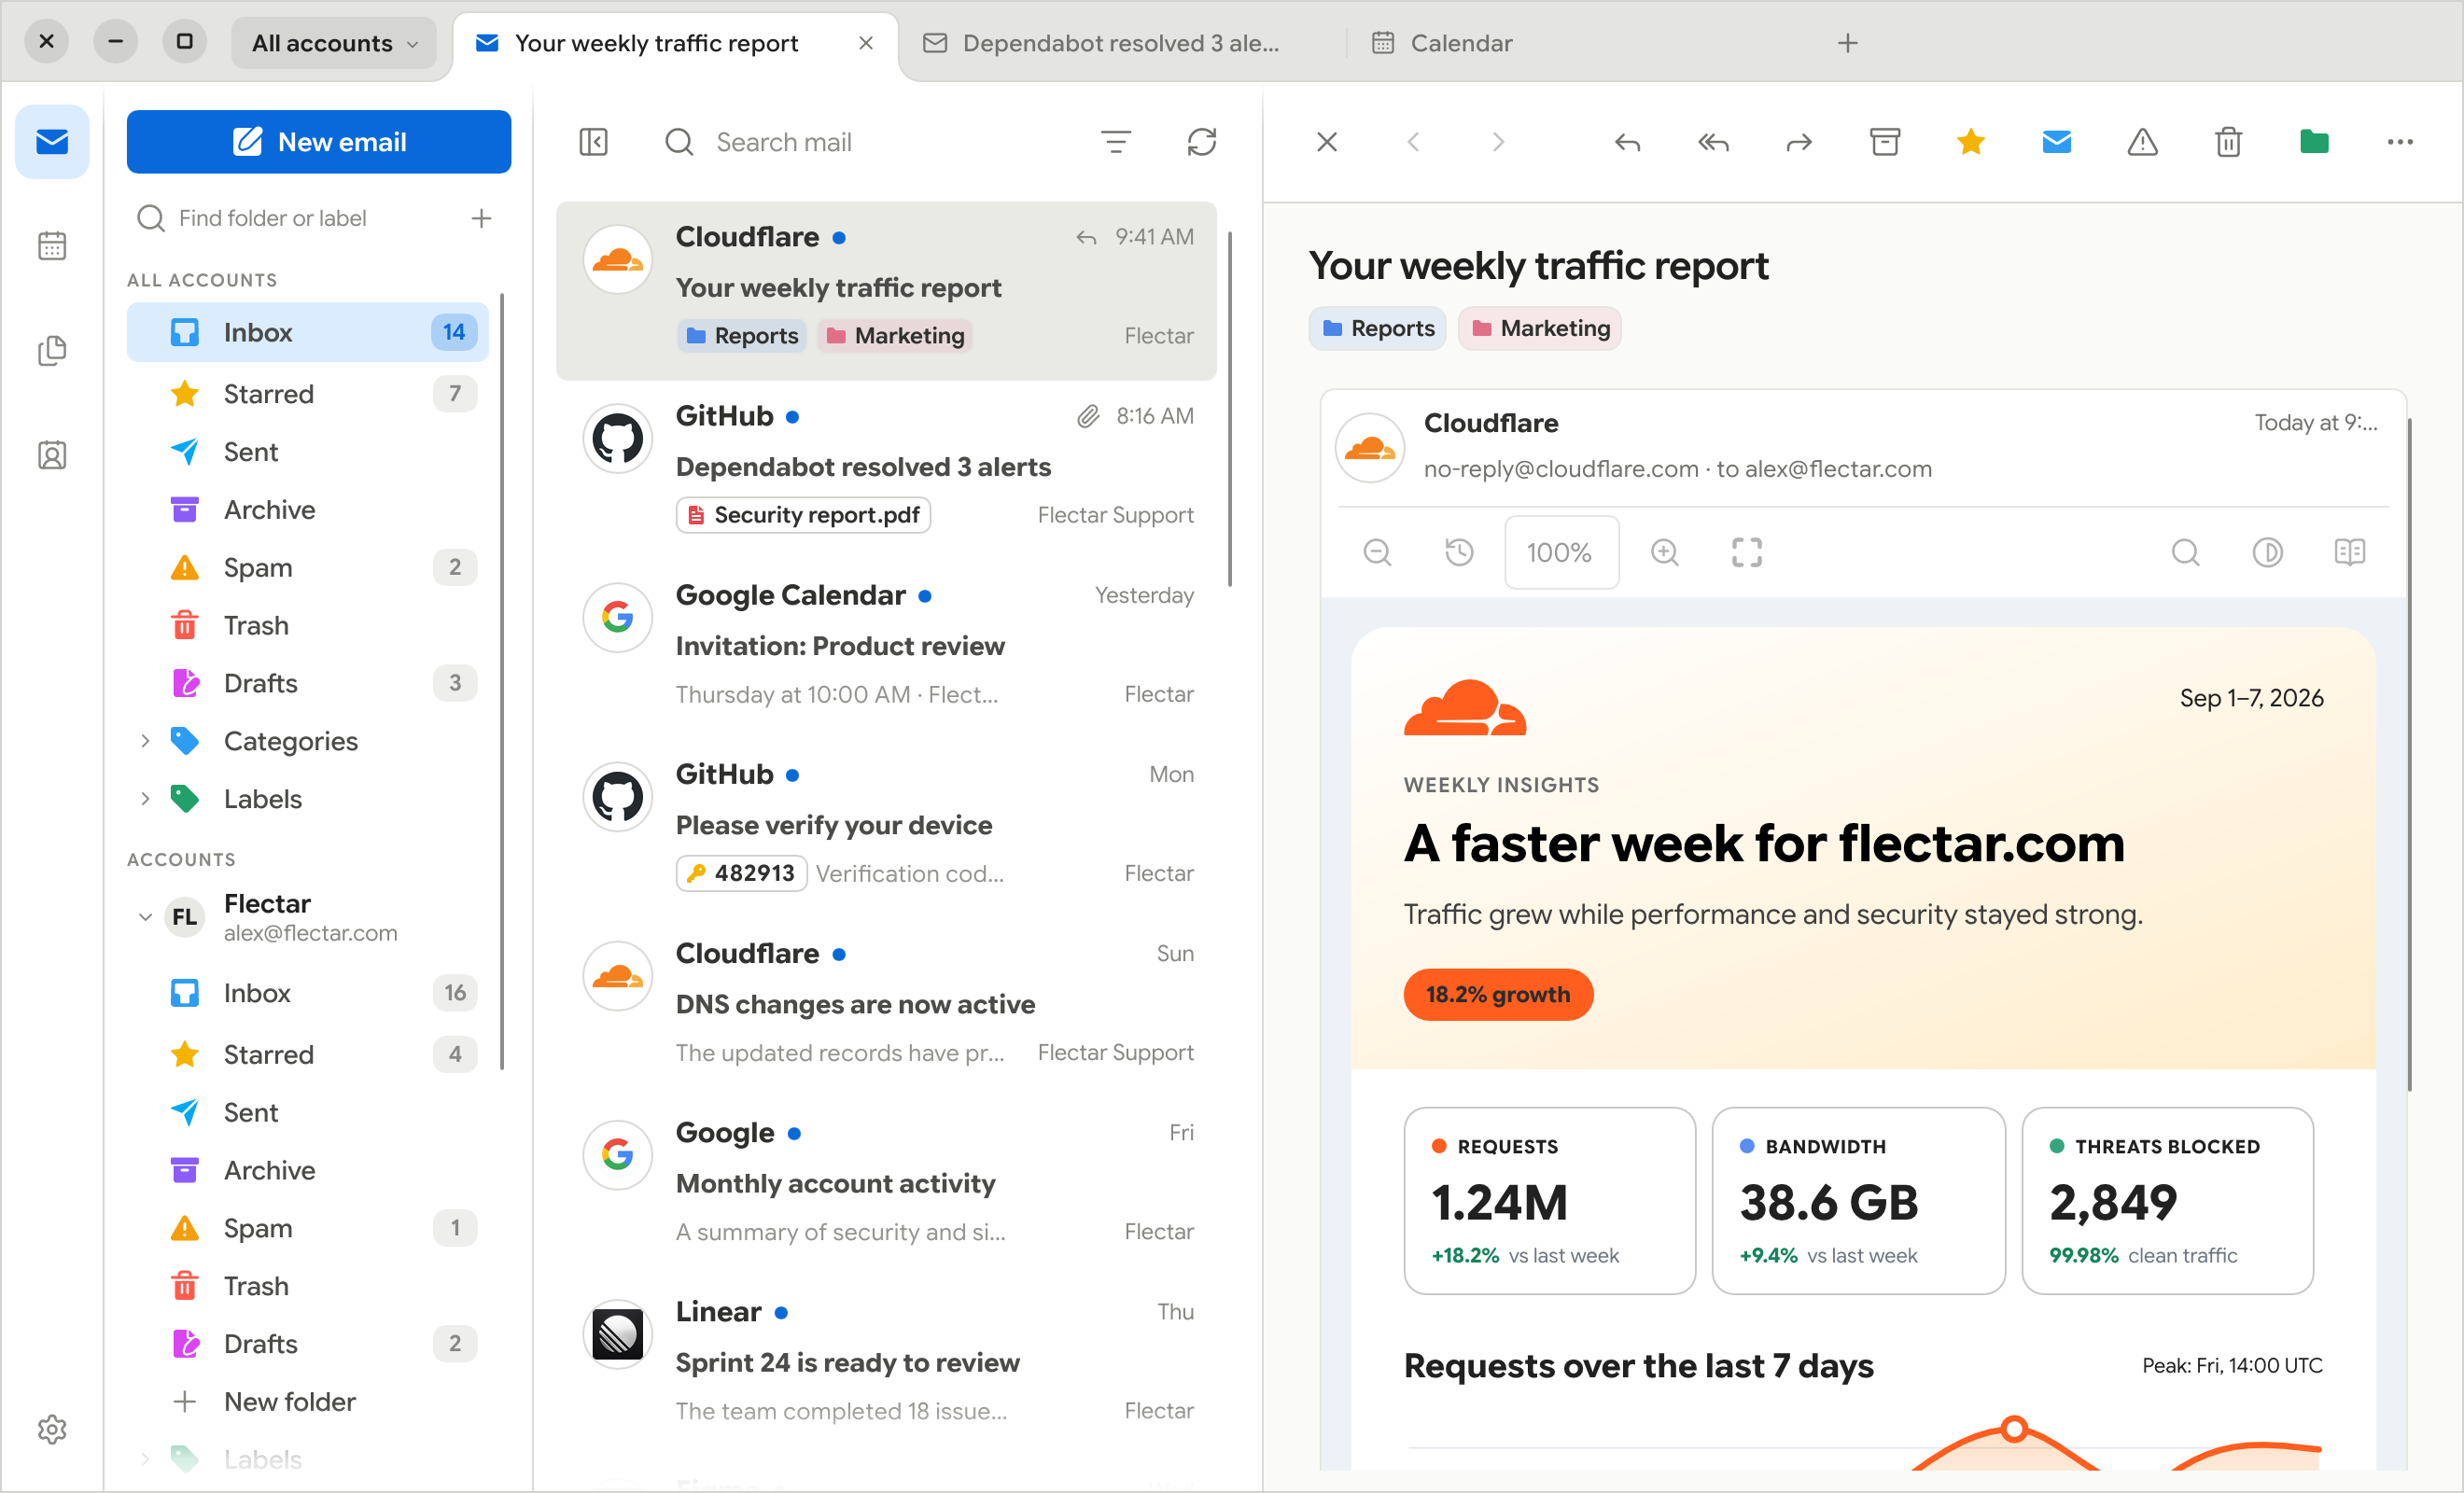 All accounts
Your weekly traffic report
Dependabot resolved 3 ale...
Calendar
New email
Find folder or label
ALL ACCOUNTS
Inbox 14
Starred 7
Sent
Archive
Spam 2
Trash
Drafts 3
Categories
Labels
ACCOUNTS
FL
Flectar
alex@flectar.com
Inbox 16
Starred 4
Sent
Archive
Spam 1
Trash
Drafts 2
New folder
Labels
Search mail
Cloudflare 9:41 AM
Your weekly traffic report
Reports Marketing Flectar
GitHub 8:16 AM
Dependabot resolved 3 alerts
Security report.pdf Flectar Support
Google Calendar Yesterday
Invitation: Product review
Thursday at 10:00 AM · Flect... Flectar
GitHub Mon
Please verify your device
482913 Verification cod... Flectar
Cloudflare Sun
DNS changes are now active
The updated records have pr... Flectar Support
Google Fri
Monthly account activity
A summary of security and si... Flectar
Linear Thu
Sprint 24 is ready to review
The team completed 18 issue... Flectar
Your weekly traffic report
Reports Marketing
Cloudflare Today at 9:...
no-reply@cloudflare.com · to alex@flectar.com
100%
Sep 1–7, 2026
WEEKLY INSIGHTS
A faster week for flectar.com
Traffic grew while performance and security stayed strong.
18.2% growth
REQUESTS
1.24M
+18.2% vs last week
BANDWIDTH
38.6 GB
+9.4% vs last week
THREATS BLOCKED
2,849
99.98% clean traffic
Requests over the last 7 days
Peak: Fri, 14:00 UTC